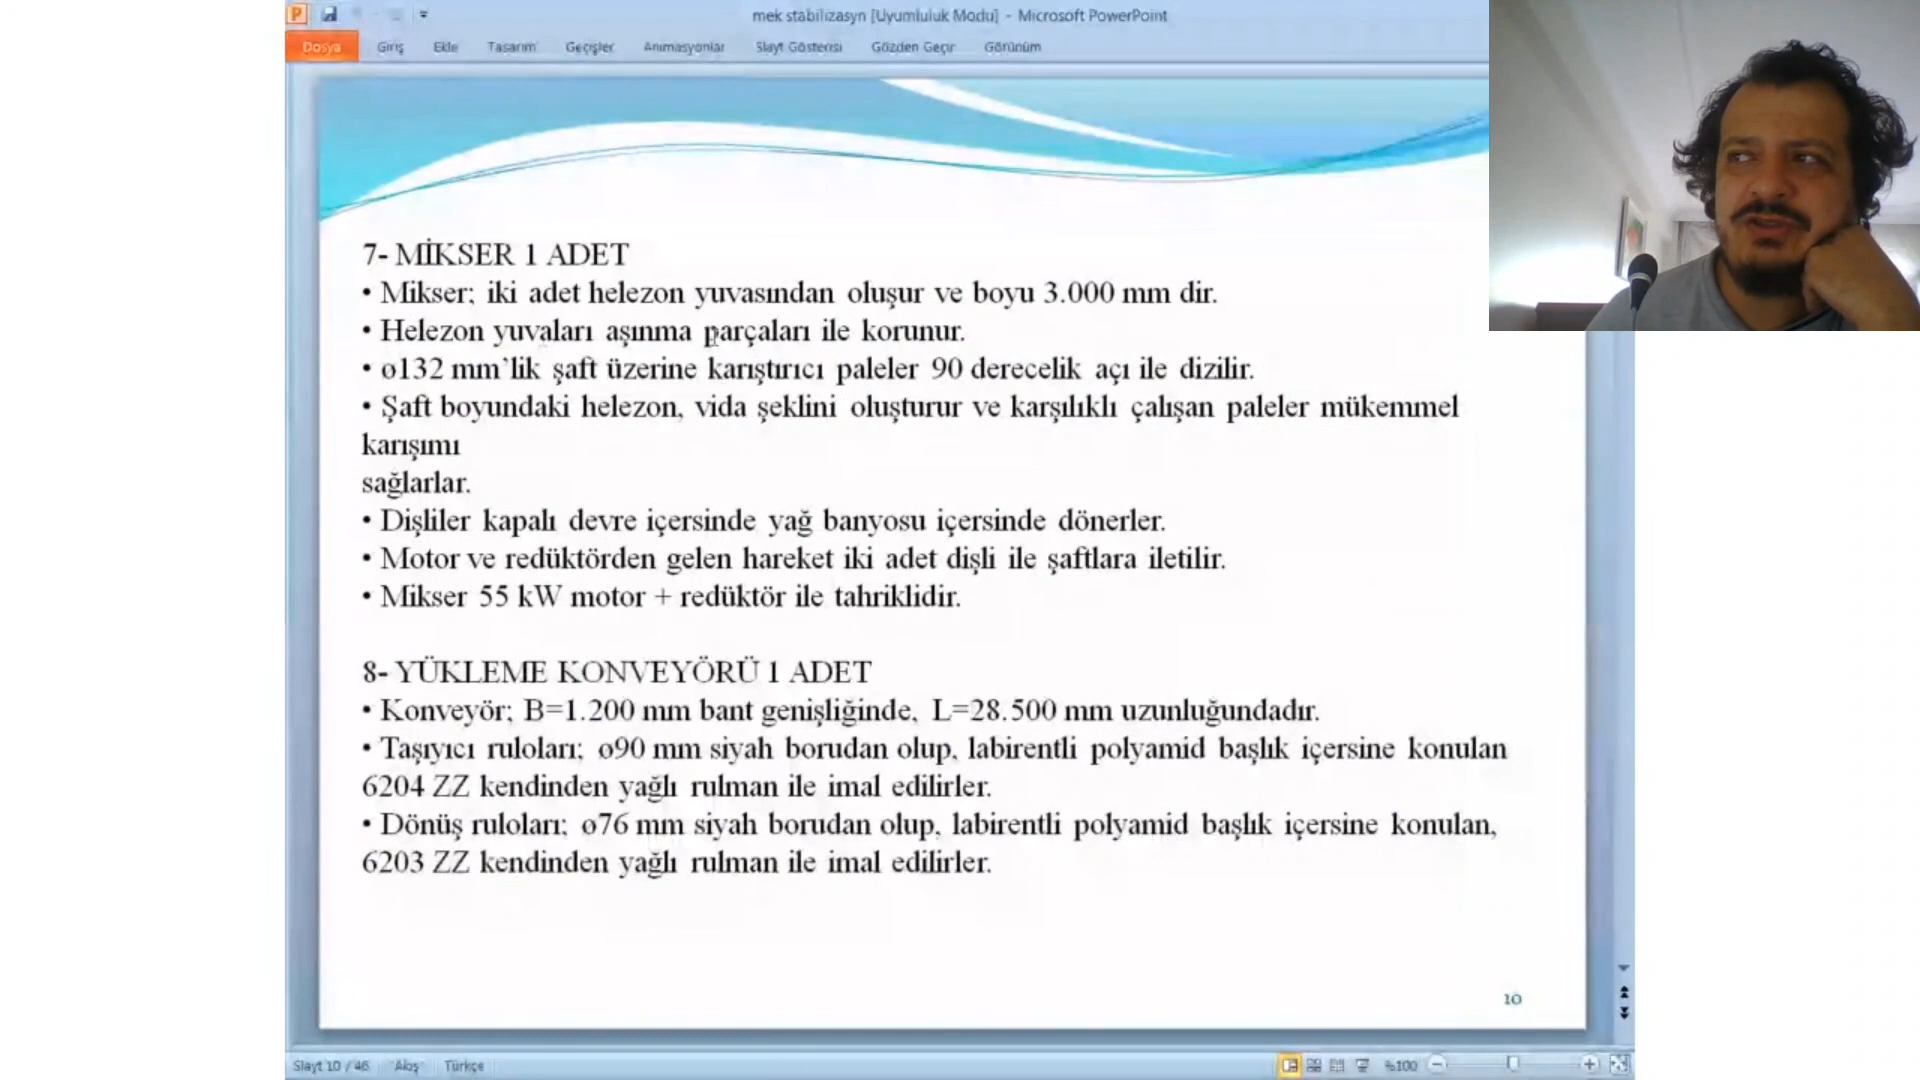 mek stabilizasyn [Uyumluluk Modu] - Microsoft PowerPoint
Dosya Giriş Ekle Tasarım Geçişler Animasyonlar Slayt Gösterisi Gözden Geçir Görünüm
7- MİKSER 1 ADET
• Mikser; iki adet helezon yuvasından oluşur ve boyu 3.000 mm dir.
• Helezon yuvaları aşınma parçaları ile korunur.
• ø132 mm’lik şaft üzerine karıştırıcı paleler 90 derecelik açı ile dizilir.
• Şaft boyundaki helezon, vida şeklini oluşturur ve karşılıklı çalışan paleler mükemmel
karışımı
sağlarlar.
• Dişliler kapalı devre içersinde yağ banyosu içersinde dönerler.
• Motor ve redüktörden gelen hareket iki adet dişli ile şaftlara iletilir.
• Mikser 55 kW motor + redüktör ile tahriklidir.
8- YÜKLEME KONVEYÖRÜ 1 ADET
• Konveyör; B=1.200 mm bant genişliğinde, L=28.500 mm uzunluğundadır.
• Taşıyıcı ruloları; ø90 mm siyah borudan olup, labirentli polyamid başlık içersine konulan
6204 ZZ kendinden yağlı rulman ile imal edilirler.
• Dönüş ruloları; ø76 mm siyah borudan olup, labirentli polyamid başlık içersine konulan,
6203 ZZ kendinden yağlı rulman ile imal edilirler.
10
Slayt 10 / 46 "Akış" Türkçe %100